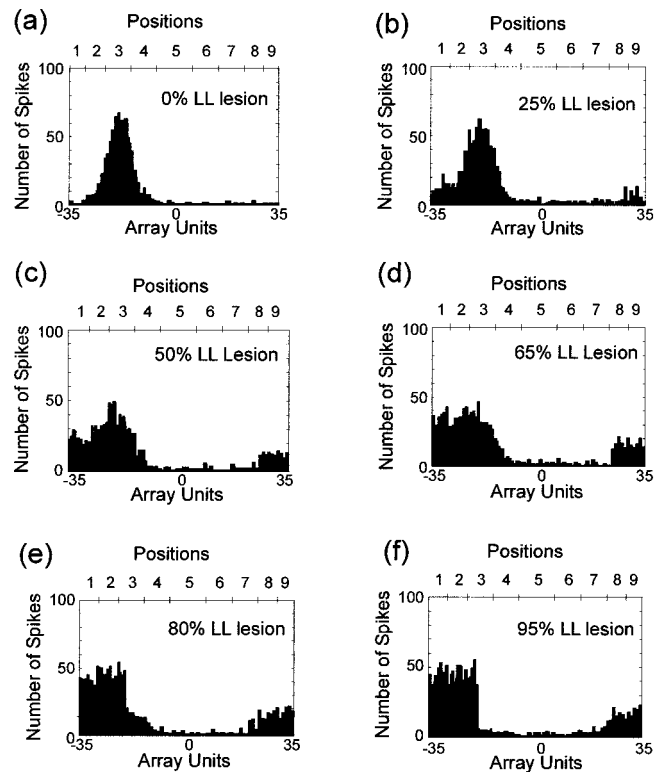 (a)
Positions
1 2 3 4 5 6 7 8 9
100
50
0
Number of Spikes
0% LL lesion
-35 0 35
Array Units
(b)
Positions
1 2 3 4 5 6 7 8 9
100
50
0
Number of Spikes
25% LL lesion
-35 0 35
Array Units
(c)
Positions
1 2 3 4 5 6 7 8 9
100
50
0
Number of Spikes
50% LL Lesion
-35 0 35
Array Units
(d)
Positions
1 2 3 4 5 6 7 8 9
100
50
0
Number of Spikes
65% LL Lesion
-35 0 35
Array Units
(e)
Positions
1 2 3 4 5 6 7 8 9
100
50
0
Number of Spikes
80% LL lesion
-35 0 35
Array Units
(f)
Positions
1 2 3 4 5 6 7 8 9
100
50
0
Number of Spikes
95% LL lesion
-35 0 35
Array Units